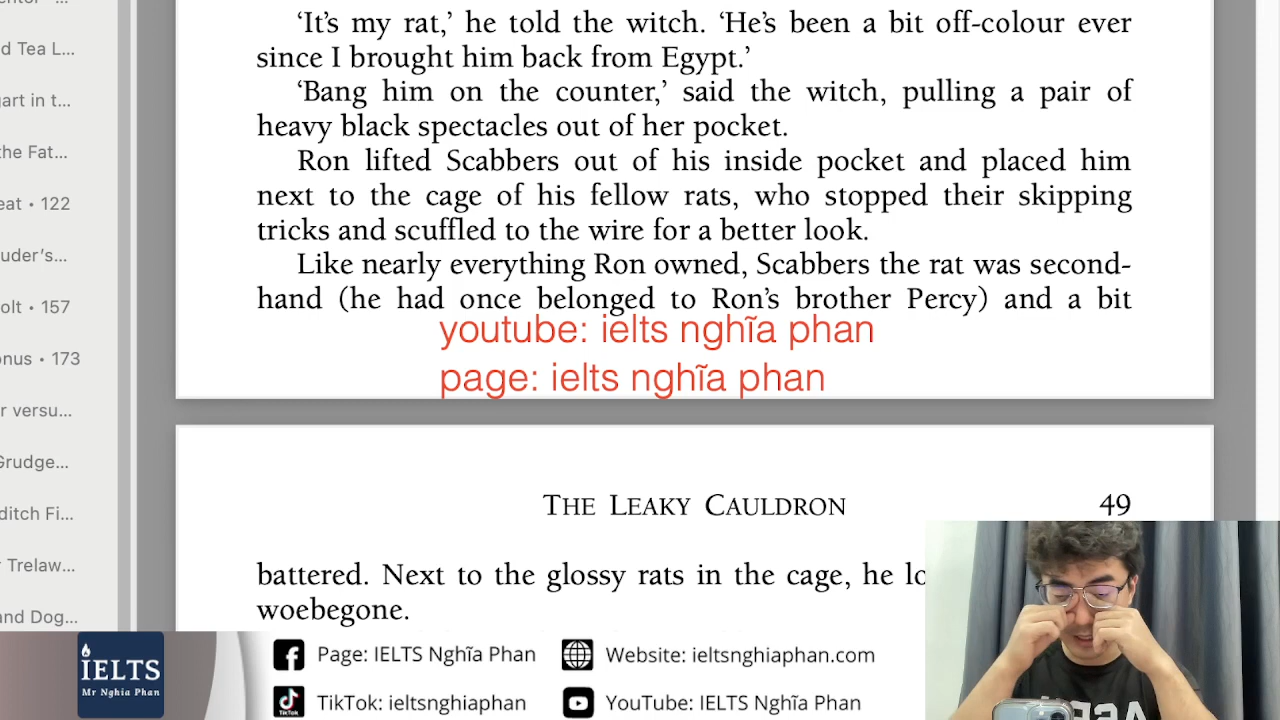 d Tea L...
art in t...
the Fat...
eat • 122
uder's...
olt • 157
onus • 173
r versu...
Grudge...
ditch Fi...
r Trelaw...
and Dog...
‘It’s my rat,’ he told the witch. ‘He’s been a bit off-colour ever
since I brought him back from Egypt.’
‘Bang him on the counter,’ said the witch, pulling a pair of
heavy black spectacles out of her pocket.
Ron lifted Scabbers out of his inside pocket and placed him
next to the cage of his fellow rats, who stopped their skipping
tricks and scuffled to the wire for a better look.
Like nearly everything Ron owned, Scabbers the rat was second-
hand (he had once belonged to Ron’s brother Percy) and a bit
youtube: ielts nghĩa phan
page: ielts nghĩa phan
THE LEAKY CAULDRON 49
battered. Next to the glossy rats in the cage, he lo
woebegone.
IELTS
Mr Nghia Phan
Page: IELTS Nghĩa Phan
Website: ieltsnghiaphan.com
TikTok: ieltsnghiaphan
YouTube: IELTS Nghĩa Phan